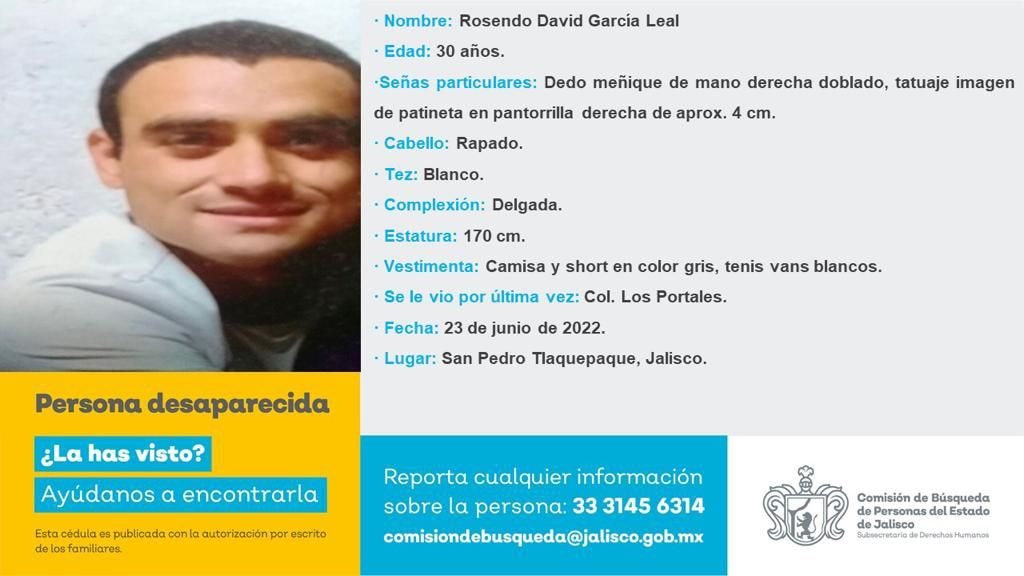 · Nombre: Rosendo David García Leal
· Edad: 30 años.
·Señas particulares: Dedo meñique de mano derecha doblado, tatuaje imagen
de patineta en pantorrilla derecha de aprox. 4 cm.
· Cabello: Rapado.
· Tez: Blanco.
· Complexión: Delgada.
· Estatura: 170 cm.
· Vestimenta: Camisa y short en color gris, tenis vans blancos.
· Se le vio por última vez: Col. Los Portales.
· Fecha: 23 de junio de 2022.
· Lugar: San Pedro Tlaquepaque, Jalisco.
Persona desaparecida
¿La has visto?
Ayúdanos a encontrarla
Esta cédula es publicada con la autorización por escrito
de los familiares.
Reporta cualquier información
sobre la persona: 33 3145 6314
comisiondebusqueda@jalisco.gob.mx
Comisión de Búsqueda
de Personas del Estado
de Jalisco
Subsecretaría de Derechos Humanos